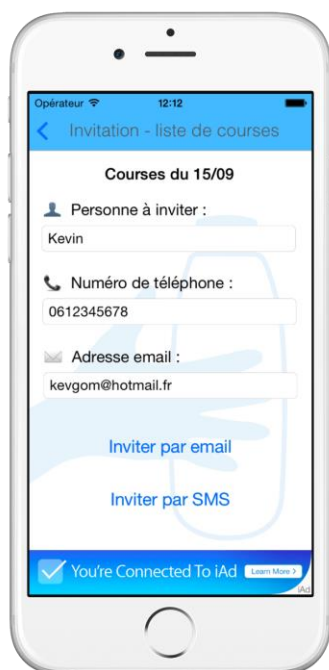 Opérateur 12:12
Invitation - liste de courses
Courses du 15/09
Personne à inviter :
Kevin
Numéro de téléphone :
0612345678
Adresse email :
kevgom@hotmail.fr
Inviter par email
Inviter par SMS
You're Connected To iAd Learn More >
iAd